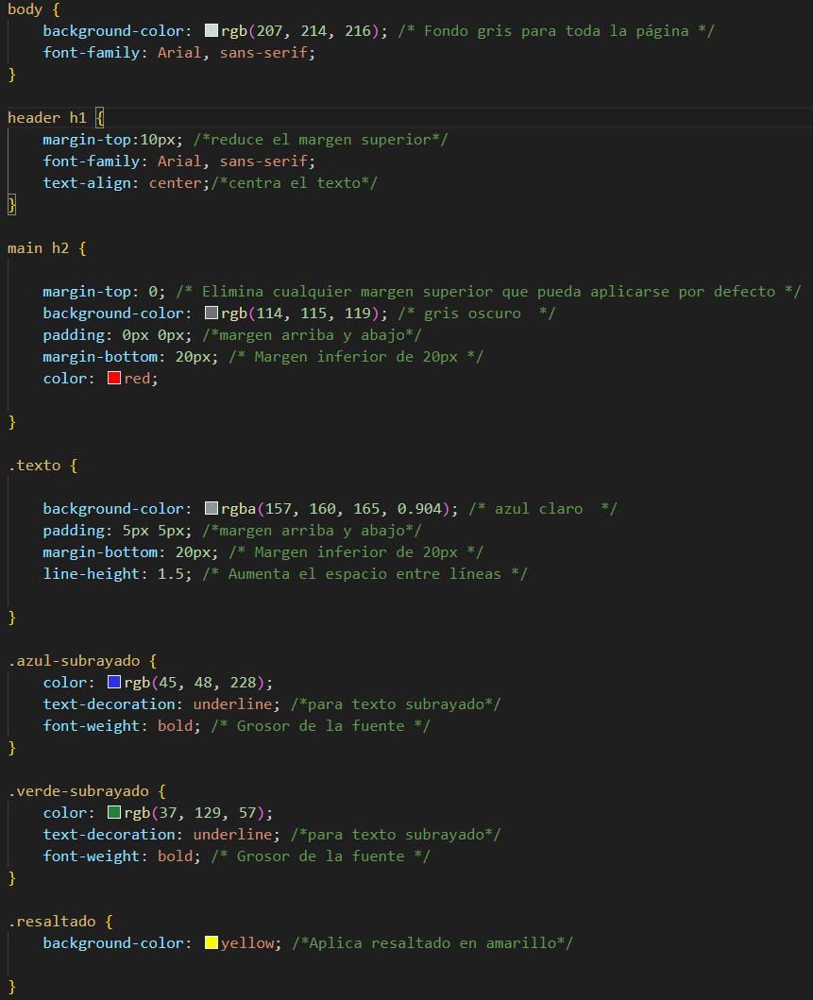 body {
    background-color: rgb(207, 214, 216); /* Fondo gris para toda la página */
    font-family: Arial, sans-serif;
}

header h1 {
    margin-top:10px; /*reduce el margen superior*/
    font-family: Arial, sans-serif;
    text-align: center;/*centra el texto*/
}

main h2 {

    margin-top: 0; /* Elimina cualquier margen superior que pueda aplicarse por defecto */
    background-color: rgb(114, 115, 119); /* gris oscuro  */
    padding: 0px 0px; /*margen arriba y abajo*/
    margin-bottom: 20px; /* Margen inferior de 20px */
    color: red;

}

.texto {

    background-color: rgba(157, 160, 165, 0.904); /* azul claro  */
    padding: 5px 5px; /*margen arriba y abajo*/
    margin-bottom: 20px; /* Margen inferior de 20px */
    line-height: 1.5; /* Aumenta el espacio entre líneas */

}

.azul-subrayado {
    color: rgb(45, 48, 228);
    text-decoration: underline; /*para texto subrayado*/
    font-weight: bold; /* Grosor de la fuente */
}

.verde-subrayado {
    color: rgb(37, 129, 57);
    text-decoration: underline; /*para texto subrayado*/
    font-weight: bold; /* Grosor de la fuente */
}

.resaltado {
    background-color: yellow; /*Aplica resaltado en amarillo*/

}